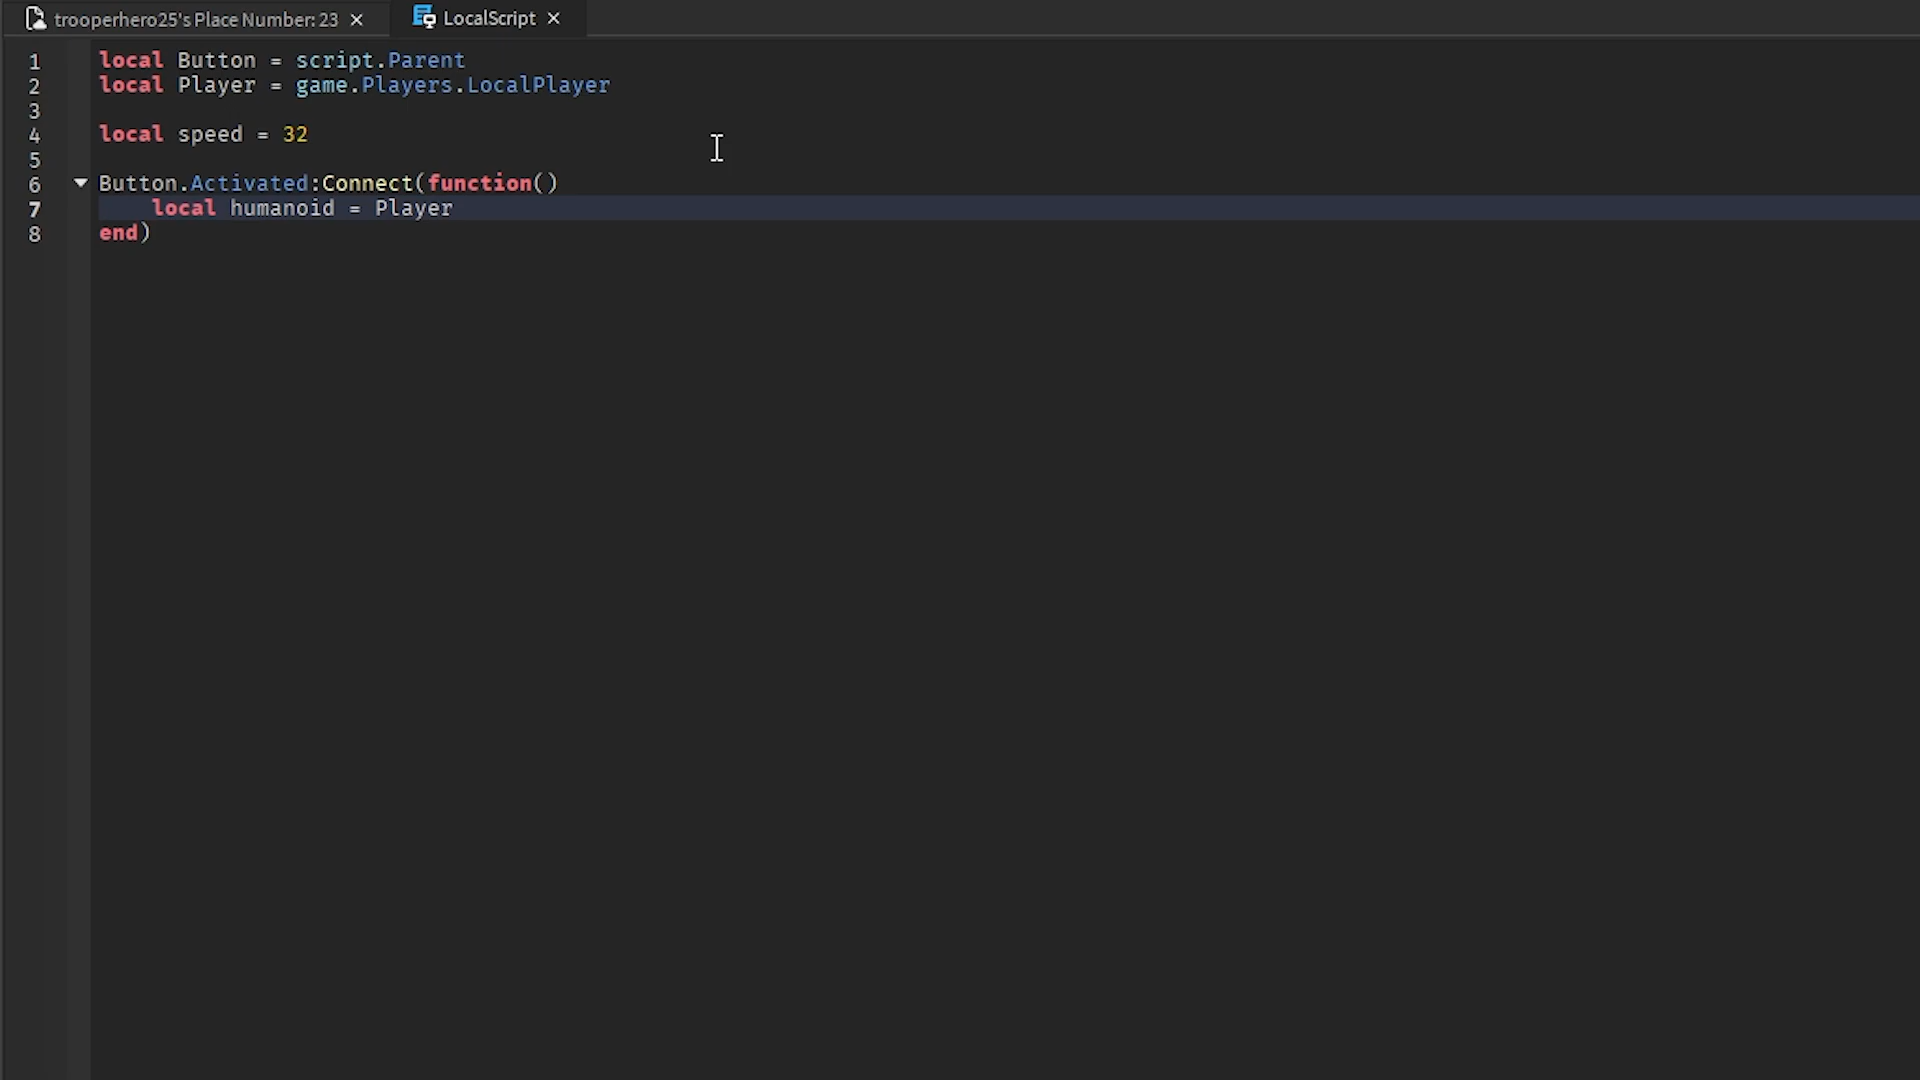 trooperhero25's Place Number: 23 × LocalScript ×
1 local Button = script.Parent
2 local Player = game.Players.LocalPlayer
3
4 local speed = 32
5
6 Button.Activated:Connect(function()
7 local humanoid = Player
8 end)